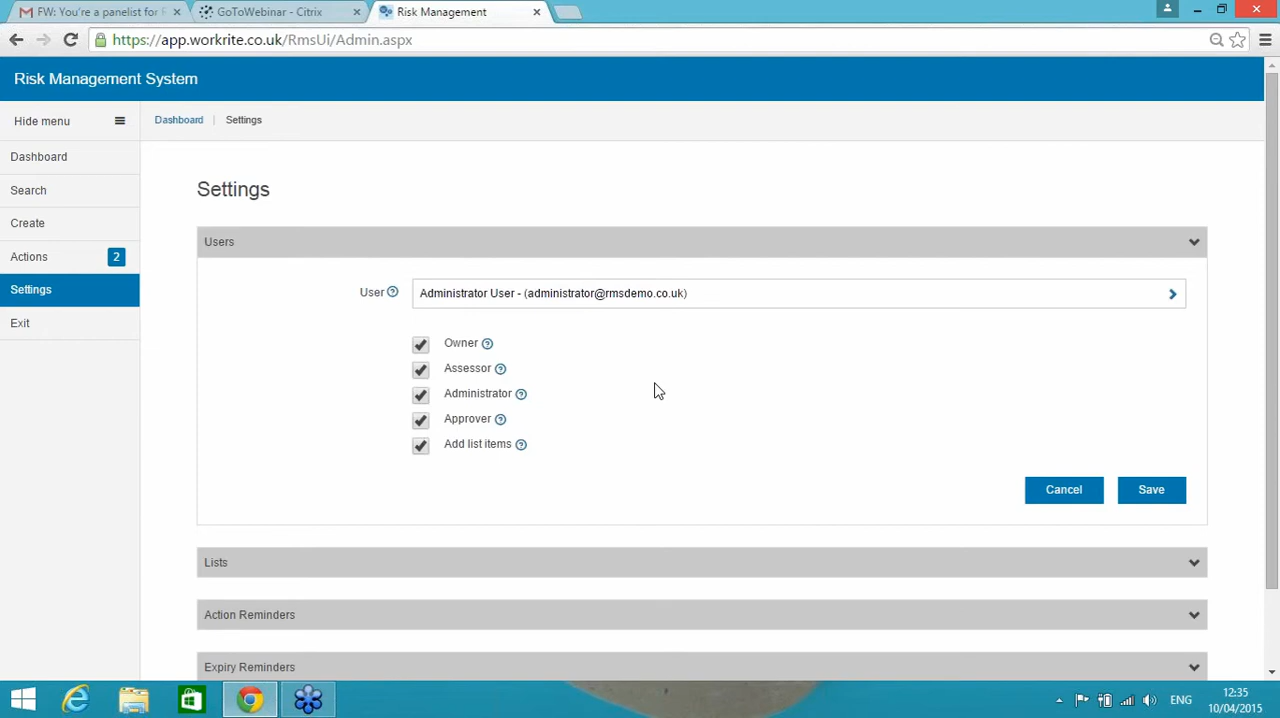 FW: You're a panelist for
GoToWebinar - Citrix
Risk Management
https://app.workrite.co.uk/RmsUi/Admin.aspx
Risk Management System
Hide menu
Dashboard | Settings
Dashboard
Search
Create
Actions 2
Settings
Exit
Settings
Users
User
Administrator User - (administrator@rmsdemo.co.uk)
Owner
Assessor
Administrator
Approver
Add list items
Cancel
Save
Lists
Action Reminders
Expiry Reminders
ENG
12:35
10/04/2015